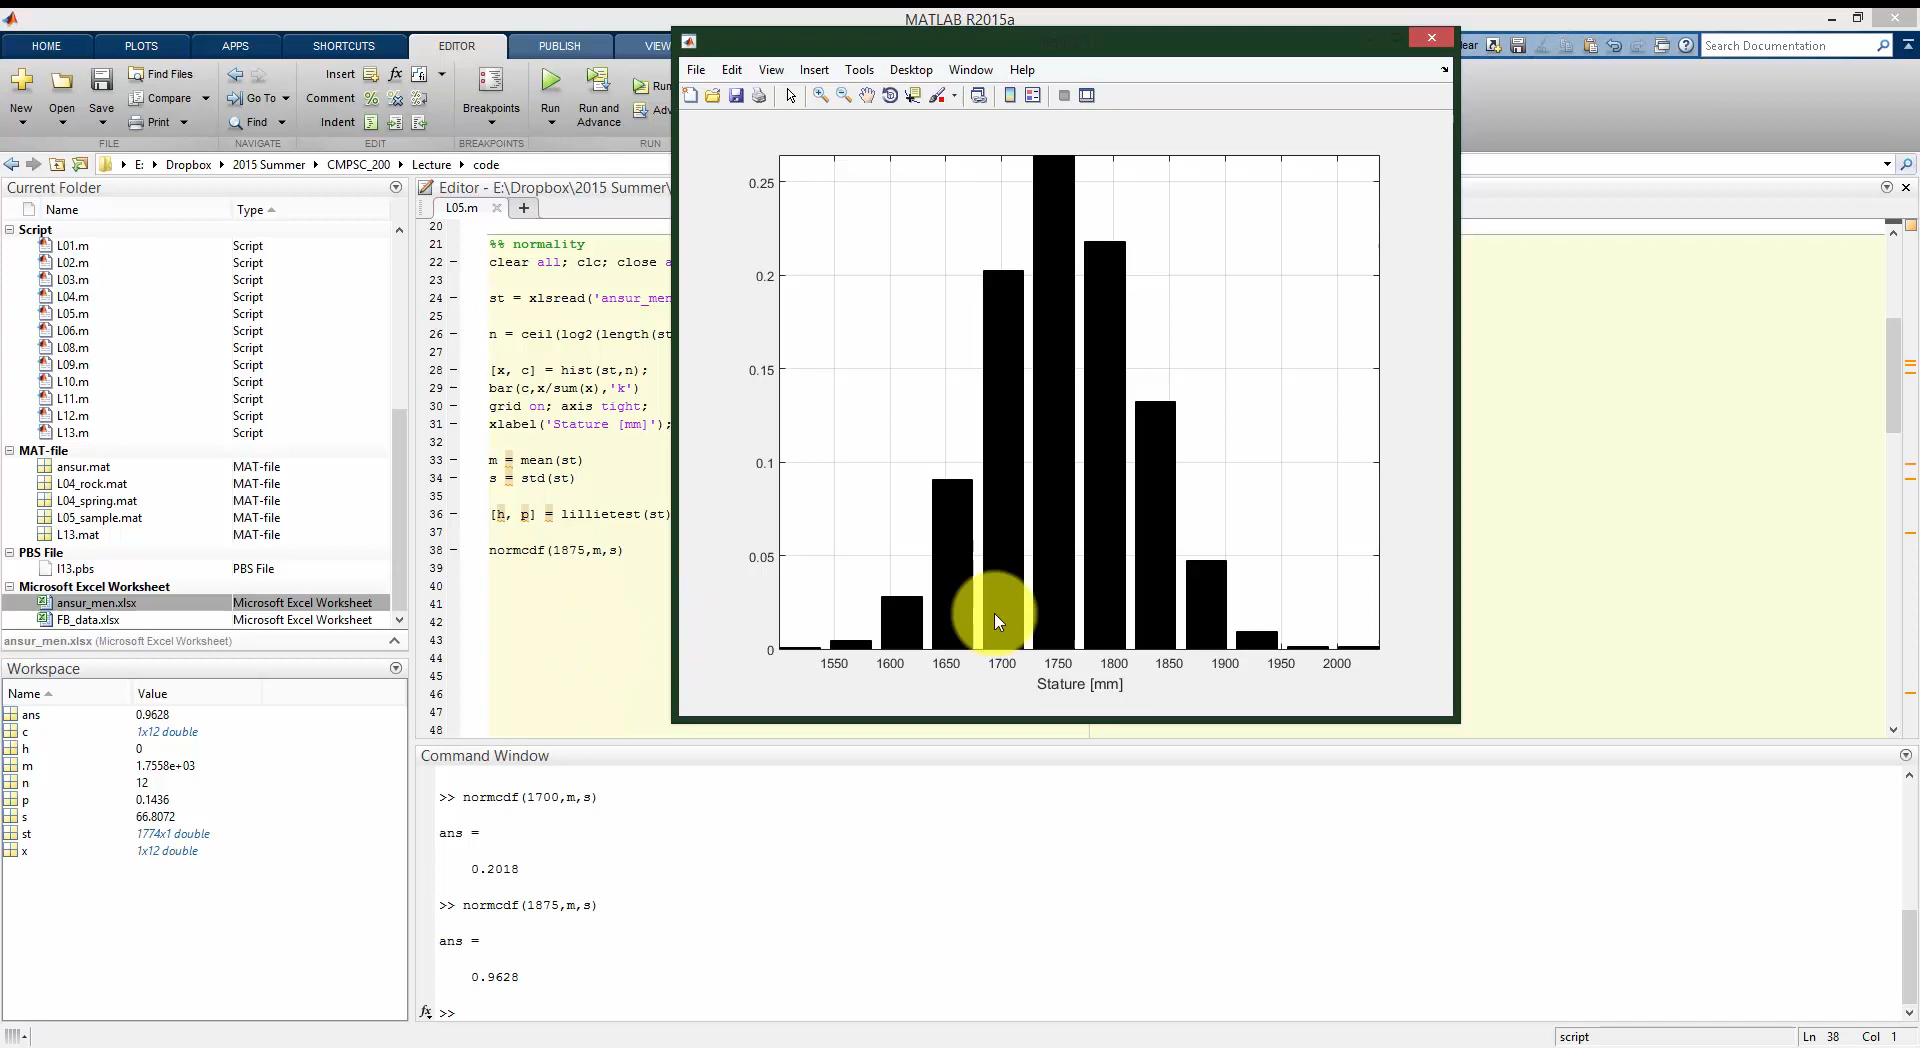 MATLAB R2015a
HOME PLOTS APPS SHORTCUTS EDITOR PUBLISH VIEW
Search Documentation
New Open Save
Find Files
Compare
Print
Go To
Find
Insert
Comment
Indent
Breakpoints
Run
Run and Advance
FILE NAVIGATE EDIT BREAKPOINTS RUN
E: Dropbox 2015 Summer CMPSC_200 Lecture code
Current Folder
Name Type
Script
L01.m Script
L02.m Script
L03.m Script
L04.m Script
L05.m Script
L06.m Script
L08.m Script
L09.m Script
L10.m Script
L11.m Script
L12.m Script
L13.m Script
MAT-file
ansur.mat MAT-file
L04_rock.mat MAT-file
L04_spring.mat MAT-file
L05_sample.mat MAT-file
L13.mat MAT-file
PBS File
l13.pbs PBS File
Microsoft Excel Worksheet
ansur_men.xlsx Microsoft Excel Worksheet
FB_data.xlsx Microsoft Excel Worksheet
ansur_men.xlsx (Microsoft Excel Worksheet)
Workspace
Name Value
ans 0.9628
c 1x12 double
h 0
m 1.7558e+03
n 12
p 0.1436
s 66.8072
st 1774x1 double
x 1x12 double
Editor - E:\Dropbox\2015 Summer\
L05.m
20
21 %% normality
22 clear all; clc; close a
23
24 st = xlsread('ansur_men
25
26 n = ceil(log2(length(st
27
28 [x, c] = hist(st,n);
29 bar(c,x/sum(x),'k')
30 grid on; axis tight;
31 xlabel('Stature [mm]');
32
33 m = mean(st)
34 s = std(st)
35
36 [h, p] = lillietest(st)
37
38 normcdf(1875,m,s)
39
40
41
42
43
44
45
46
47
48
File Edit View Insert Tools Desktop Window Help
0.25
0.2
0.15
0.1
0.05
0
1550 1600 1650 1700 1750 1800 1850 1900 1950 2000
Stature [mm]
Command Window
>> normcdf(1700,m,s)
ans =
0.2018
>> normcdf(1875,m,s)
ans =
0.9628
fx >>
script Ln 38 Col 1